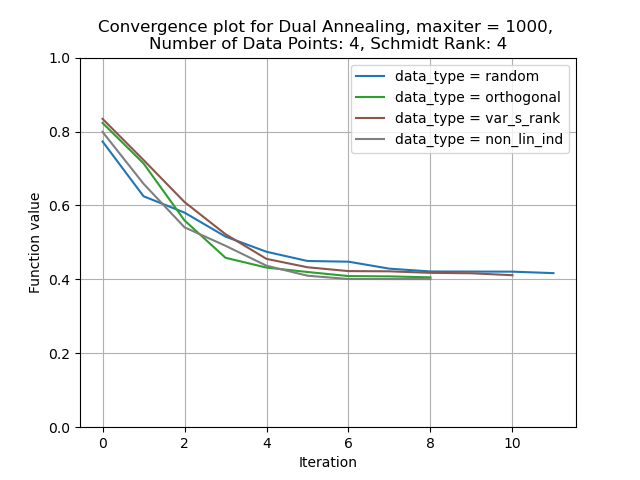 Convergence plot for Dual Annealing, maxiter = 1000,
Number of Data Points: 4, Schmidt Rank: 4
data_type = random
data_type = orthogonal
data_type = var_s_rank
data_type = non_lin_ind
Function value
1.0
0.8
0.6
0.4
0.2
0.0
0 2 4 6 8 10
Iteration